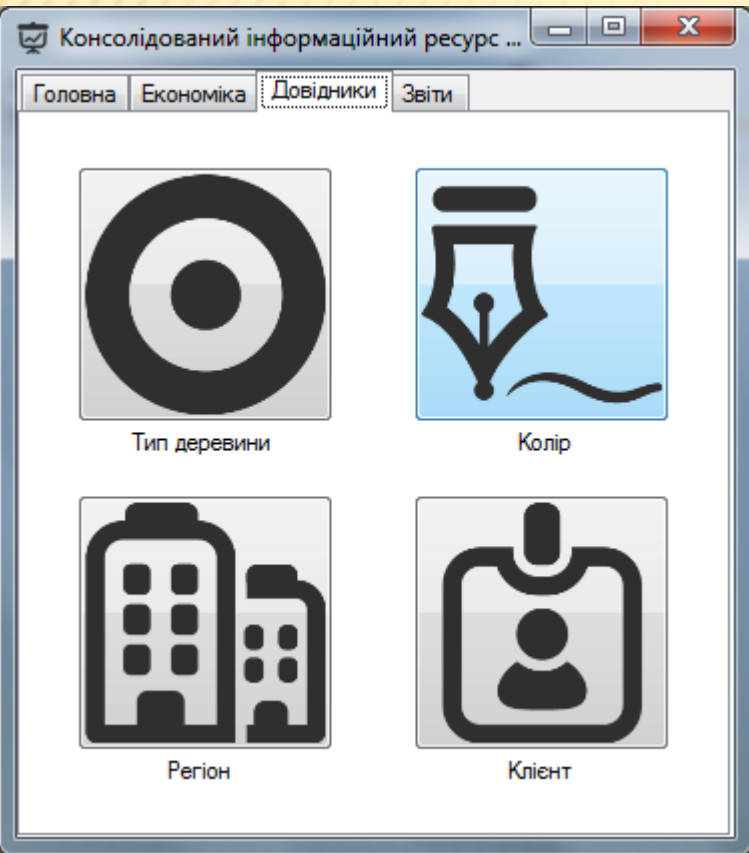 Консолідований інформаційний ресурс ...
Головна Економіка Довідники Звіти
Тип деревини Колір
Регіон Клієнт